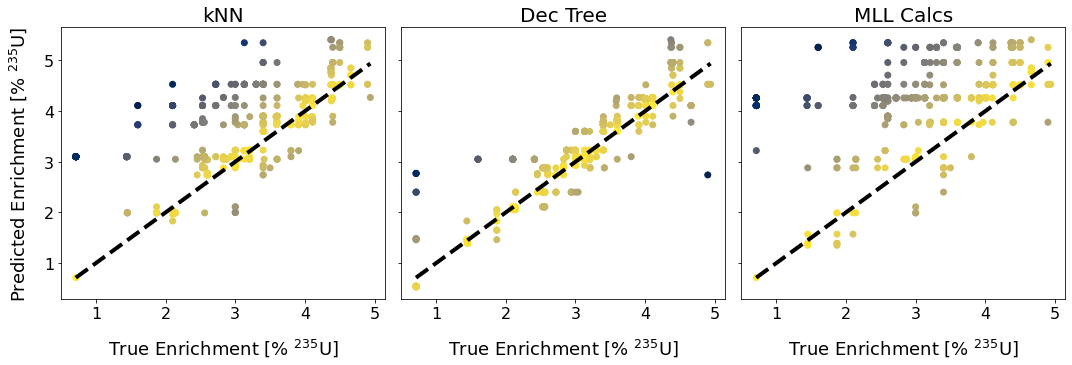 kNN Dec Tree MLL Calcs
Predicted Enrichment [% ²³⁵U]
5
4
3
2
1
1 2 3 4 5 1 2 3 4 5 1 2 3 4 5
True Enrichment [% ²³⁵U] True Enrichment [% ²³⁵U] True Enrichment [% ²³⁵U]